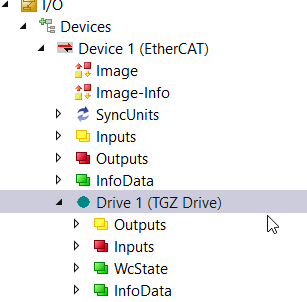 I/O
Devices
Device 1 (EtherCAT)
Image
Image-Info
SyncUnits
Inputs
Outputs
InfoData
Drive 1 (TGZ Drive)
Outputs
Inputs
WcState
InfoData